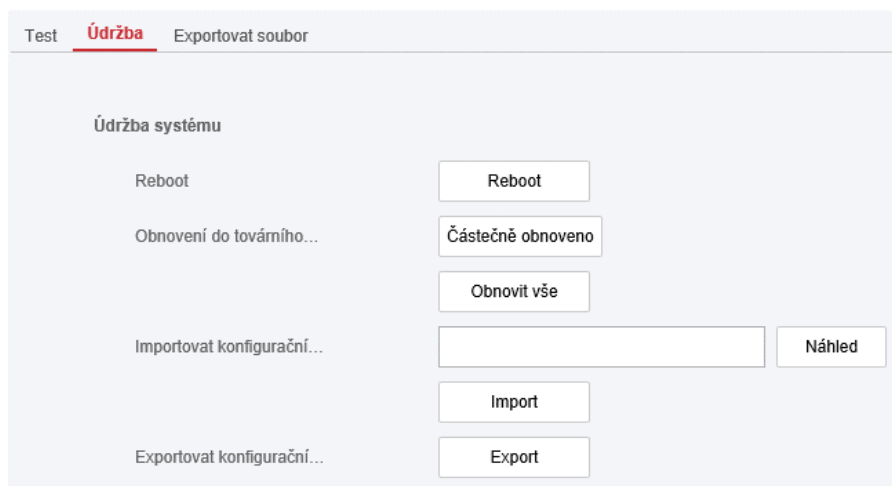 Test Údržba Exportovat soubor
Údržba systému
Reboot Reboot
Obnovení do továrního... Částečně obnoveno
Obnovit vše
Importovat konfigurační... Náhled
Import
Exportovat konfigurační... Export